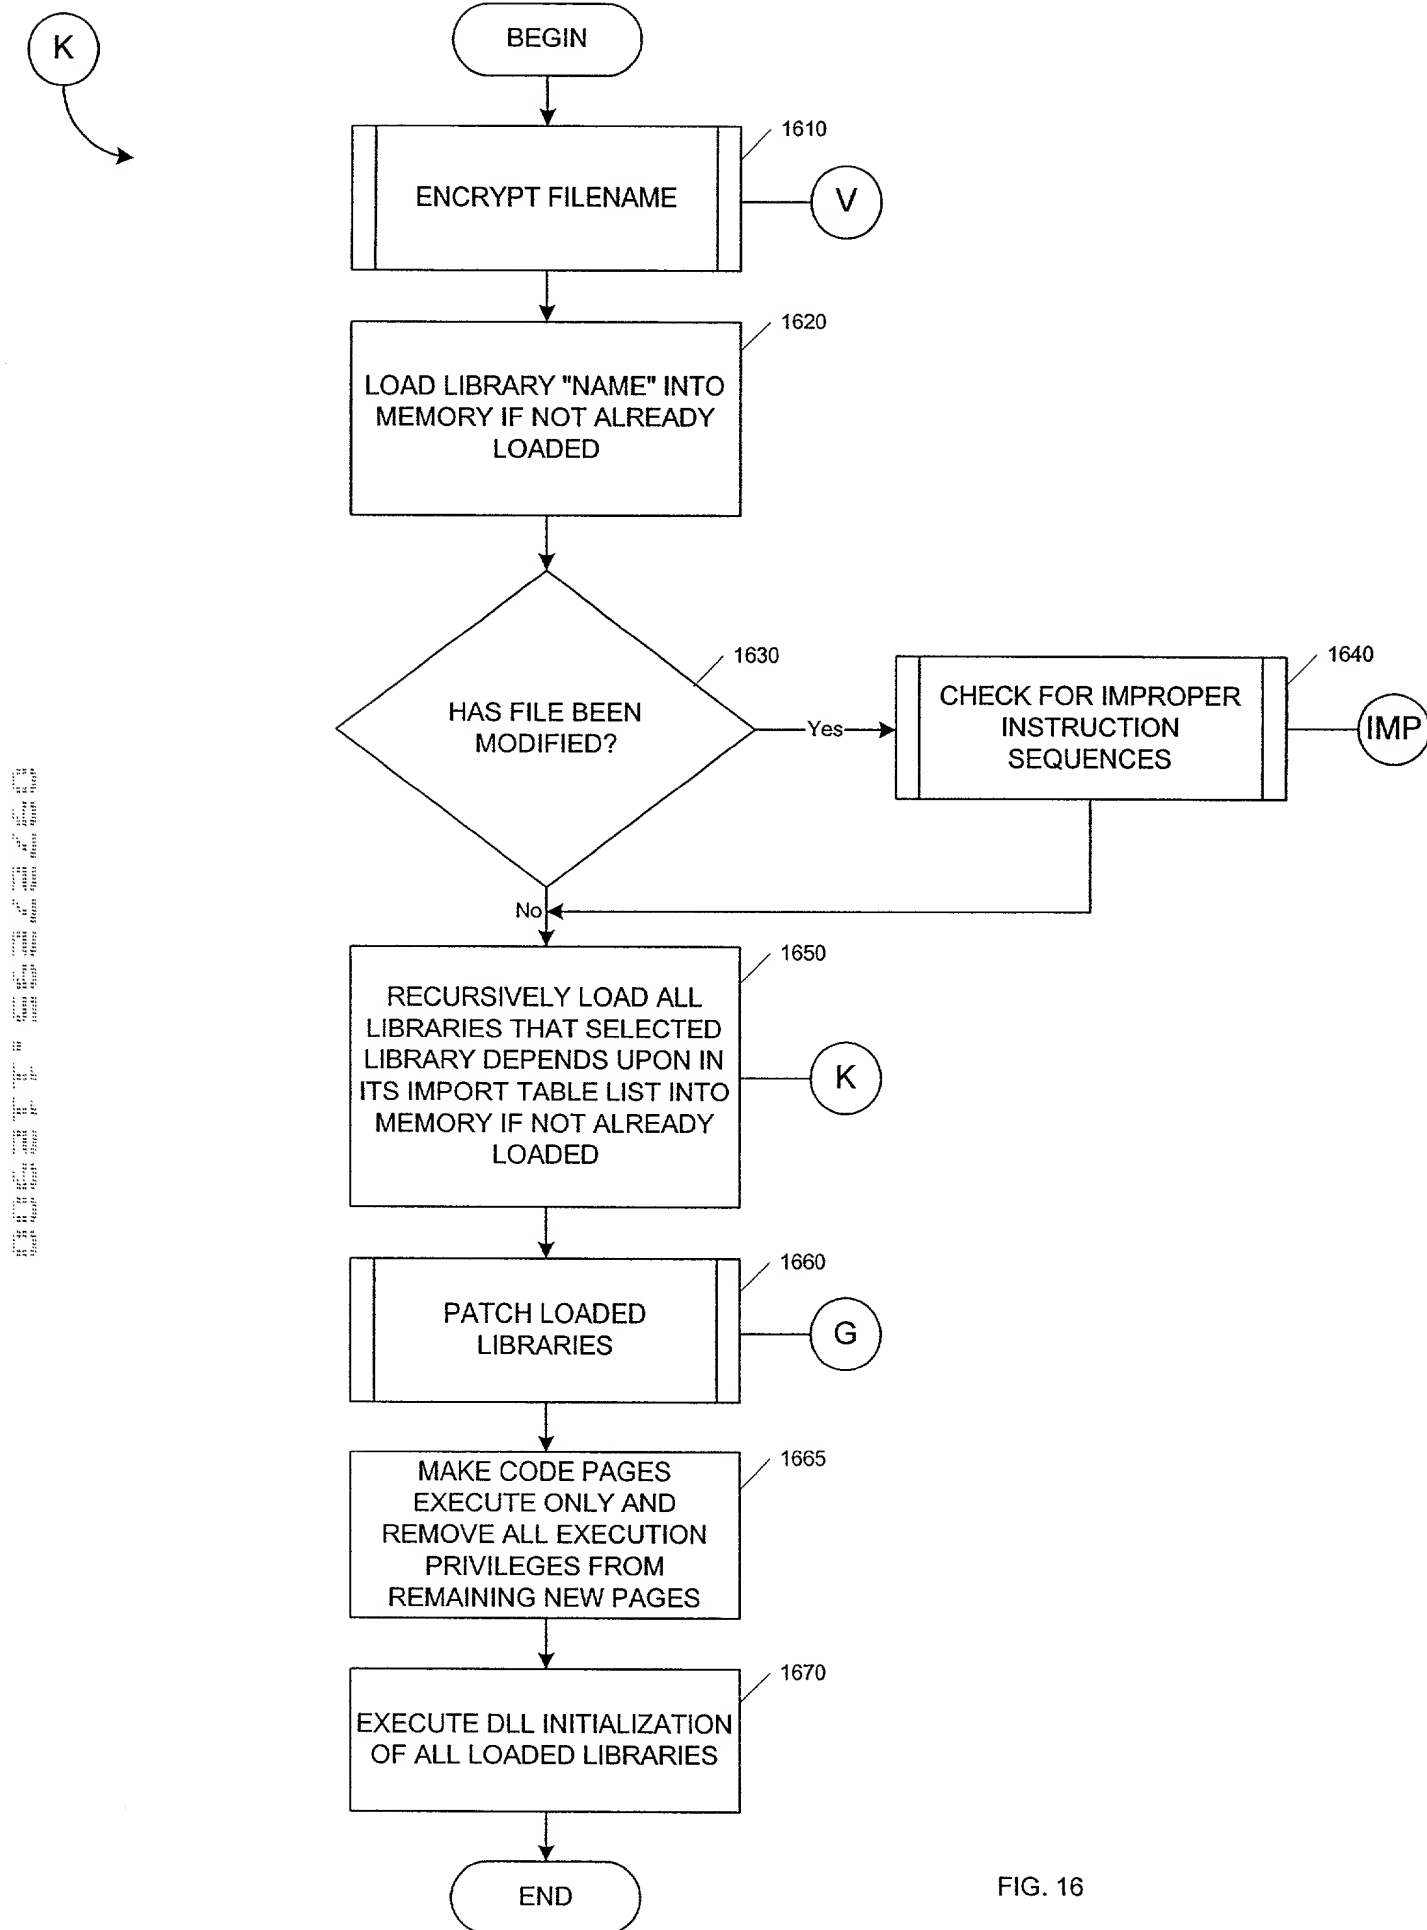 K
BEGIN
1610
ENCRYPT FILENAME
V
1620
LOAD LIBRARY "NAME" INTO
MEMORY IF NOT ALREADY
LOADED
1630
HAS FILE BEEN
MODIFIED?
Yes
1640
CHECK FOR IMPROPER
INSTRUCTION
SEQUENCES
IMP
No
1650
RECURSIVELY LOAD ALL
LIBRARIES THAT SELECTED
LIBRARY DEPENDS UPON IN
ITS IMPORT TABLE LIST INTO
MEMORY IF NOT ALREADY
LOADED
K
1660
PATCH LOADED
LIBRARIES
G
1665
MAKE CODE PAGES
EXECUTE ONLY AND
REMOVE ALL EXECUTION
PRIVILEGES FROM
REMAINING NEW PAGES
1670
EXECUTE DLL INITIALIZATION
OF ALL LOADED LIBRARIES
END
FIG. 16